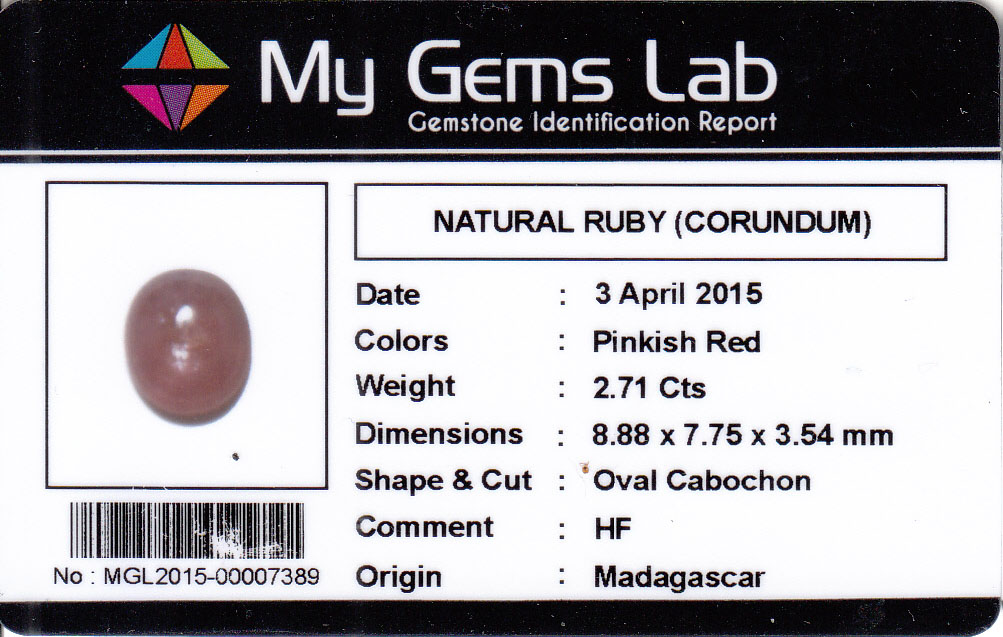 My Gems Lab
Gemstone Identification Report
NATURAL RUBY (CORUNDUM)
Date : 3 April 2015
Colors : Pinkish Red
Weight : 2.71 Cts
Dimensions : 8.88 x 7.75 x 3.54 mm
Shape & Cut : Oval Cabochon
Comment : HF
Origin : Madagascar
No : MGL2015-00007389